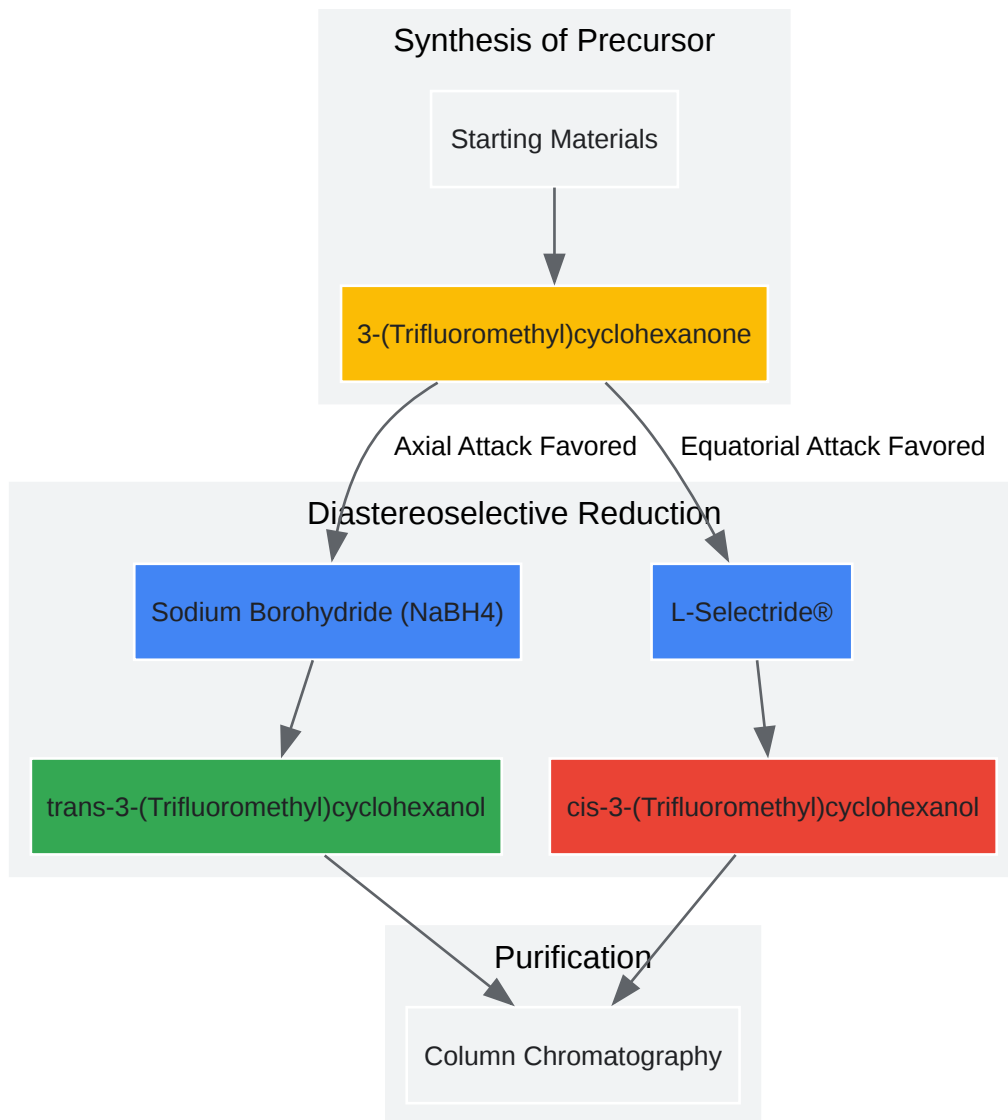 Synthesis of Precursor
Starting Materials
3-(Trifluoromethyl)cyclohexanone
Axial Attack Favored
Equatorial Attack Favored
Diastereoselective Reduction
Sodium Borohydride (NaBH4)
L-Selectride®
trans-3-(Trifluoromethyl)cyclohexanol
cis-3-(Trifluoromethyl)cyclohexanol
Purification
Column Chromatography